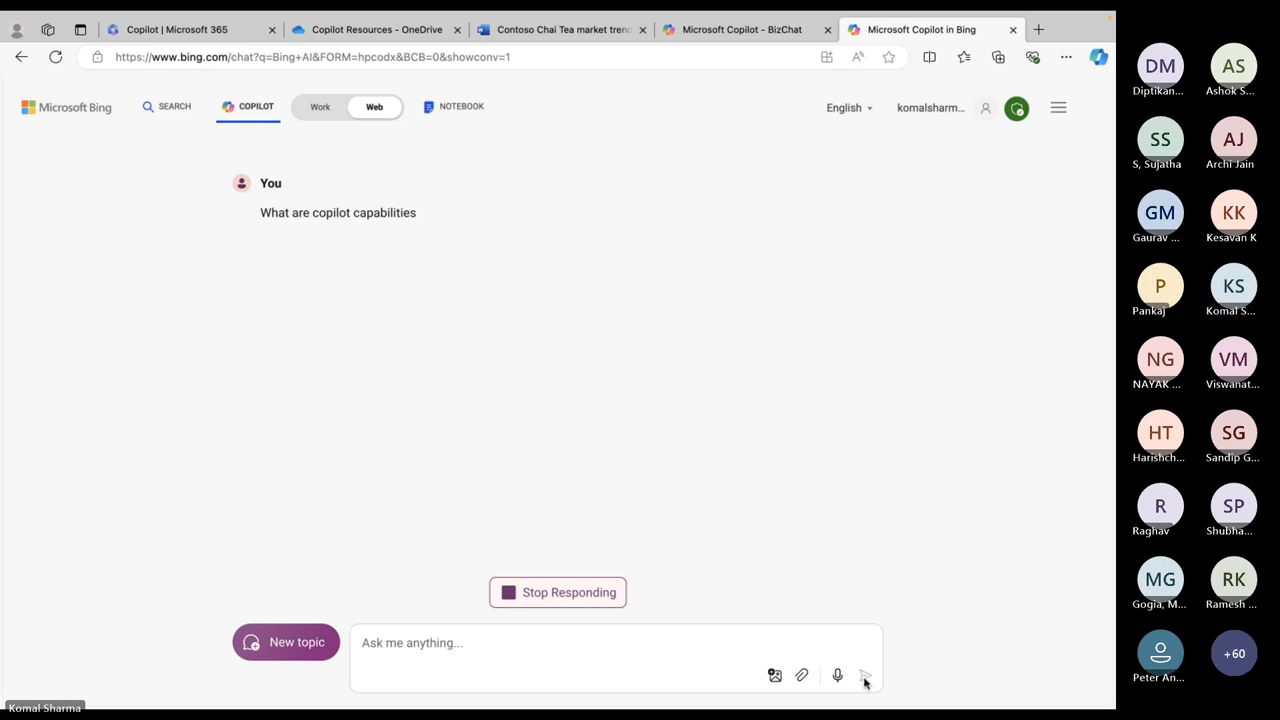 Copilot | Microsoft 365
Copilot Resources - OneDrive
Contoso Chai Tea market trend
Microsoft Copilot - BizChat
Microsoft Copilot in Bing
https://www.bing.com/chat?q=Bing+AI&FORM=hpcodx&BCB=0&showconv=1
Microsoft Bing
SEARCH
COPILOT
Work
Web
NOTEBOOK
English
komalsharm...
You
What are copilot capabilities
Stop Responding
New topic
Ask me anything...
Komal Sharma
DM
Diptikan...
AS
Ashok S...
SS
S, Sujatha
AJ
Archi Jain
GM
Gaurav ...
KK
Kesavan K
P
Pankaj
KS
Komal S...
NG
NAYAK ...
VM
Viswanat...
HT
Harishch...
SG
Sandip G...
R
Raghav
SP
Shubha...
MG
Gogia, M...
RK
Ramesh ...
Peter An...
+60